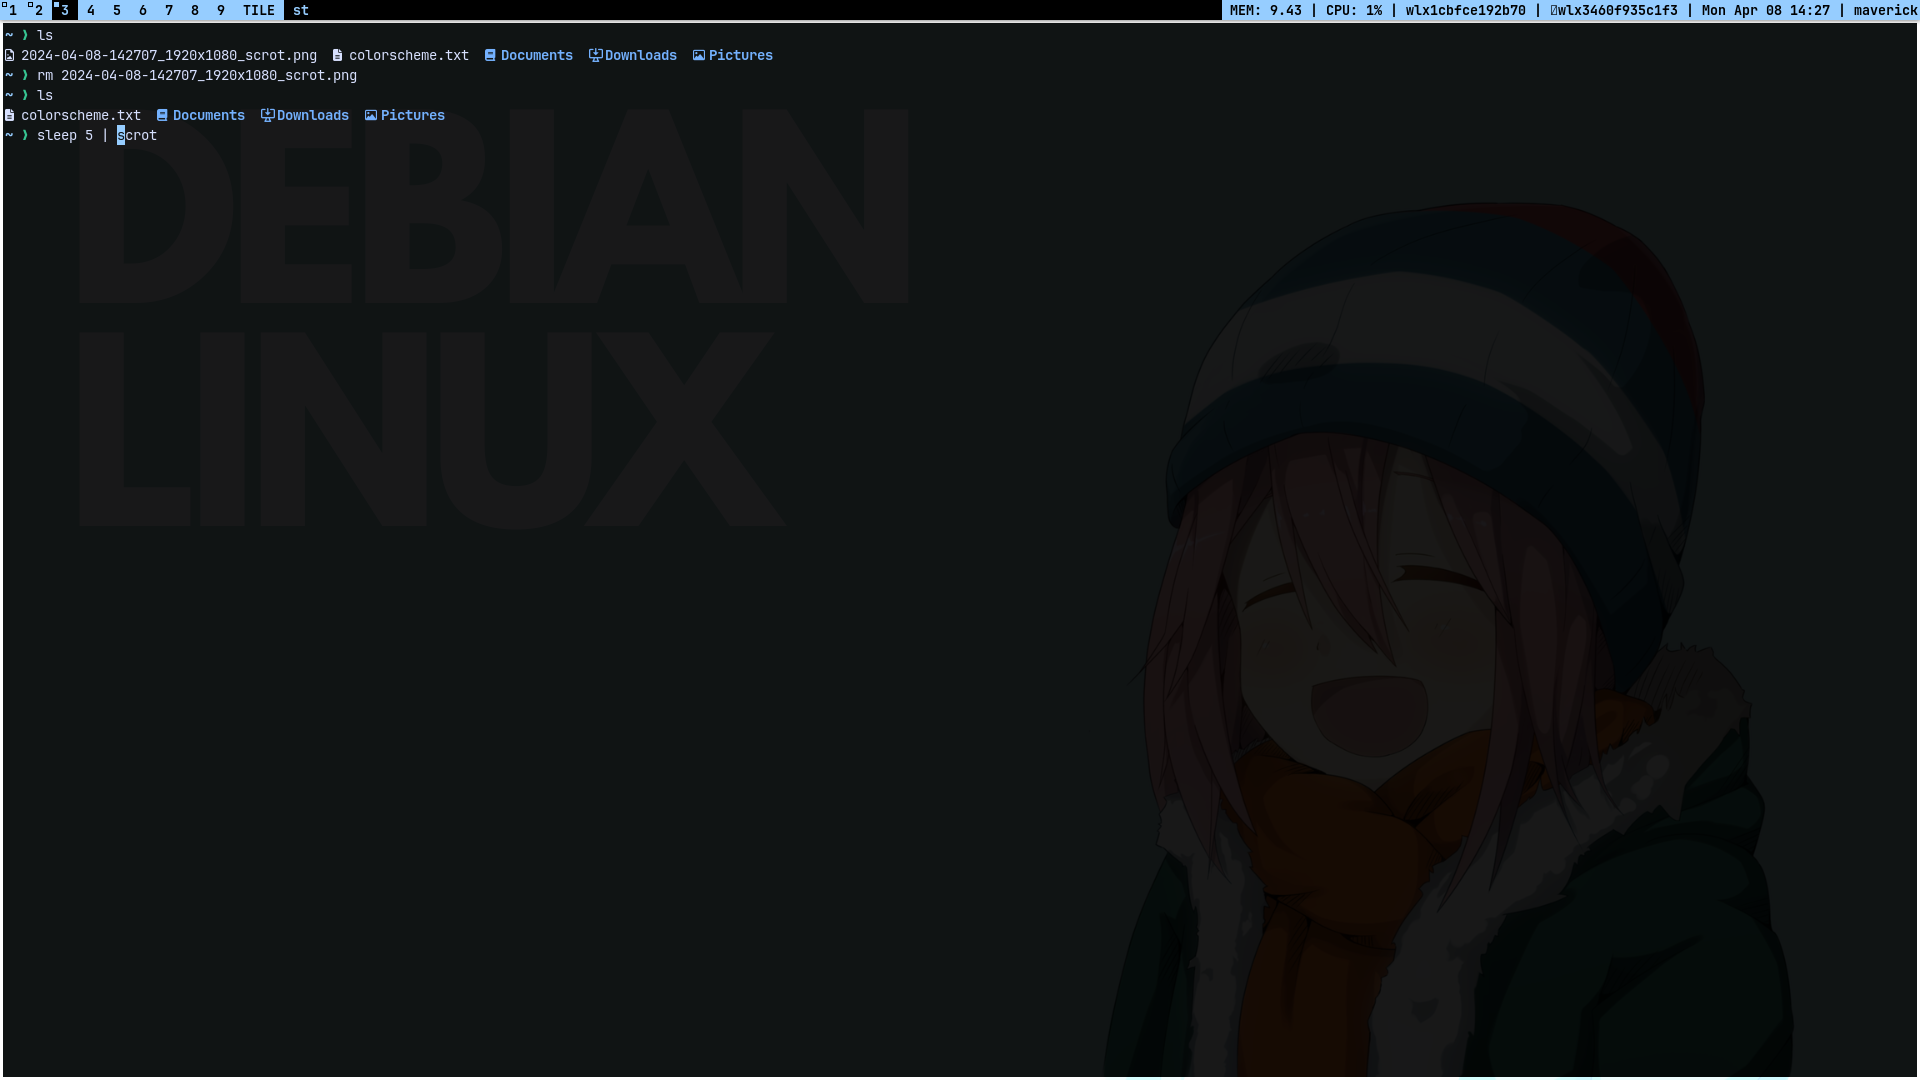 1 2 3 4 5 6 7 8 9 TILE st MEM: 9.43 | CPU: 1% | wlx1cbfce192b70 | wlx3460f935c1f3 | Mon Apr 08 14:27 | maverick
~ ❯ ls
2024-04-08-142707_1920x1080_scrot.png colorscheme.txt Documents Downloads Pictures
~ ❯ rm 2024-04-08-142707_1920x1080_scrot.png
~ ❯ ls
colorscheme.txt Documents Downloads Pictures
~ ❯ sleep 5 | scrot
DEBIAN
LINUX